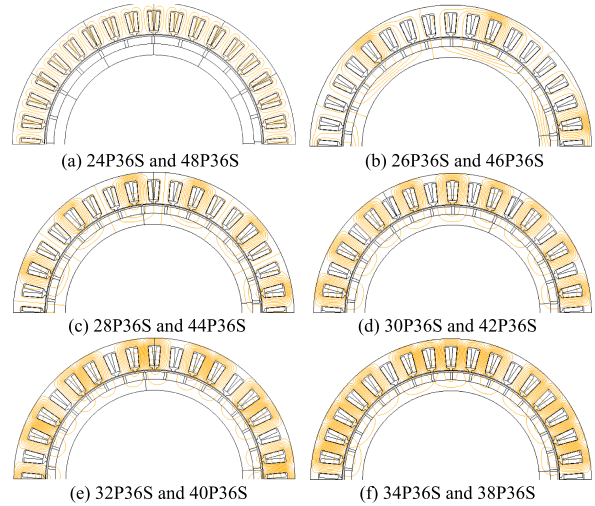 (a) 24P36S and 48P36S
(b) 26P36S and 46P36S
(c) 28P36S and 44P36S
(d) 30P36S and 42P36S
(e) 32P36S and 40P36S
(f) 34P36S and 38P36S